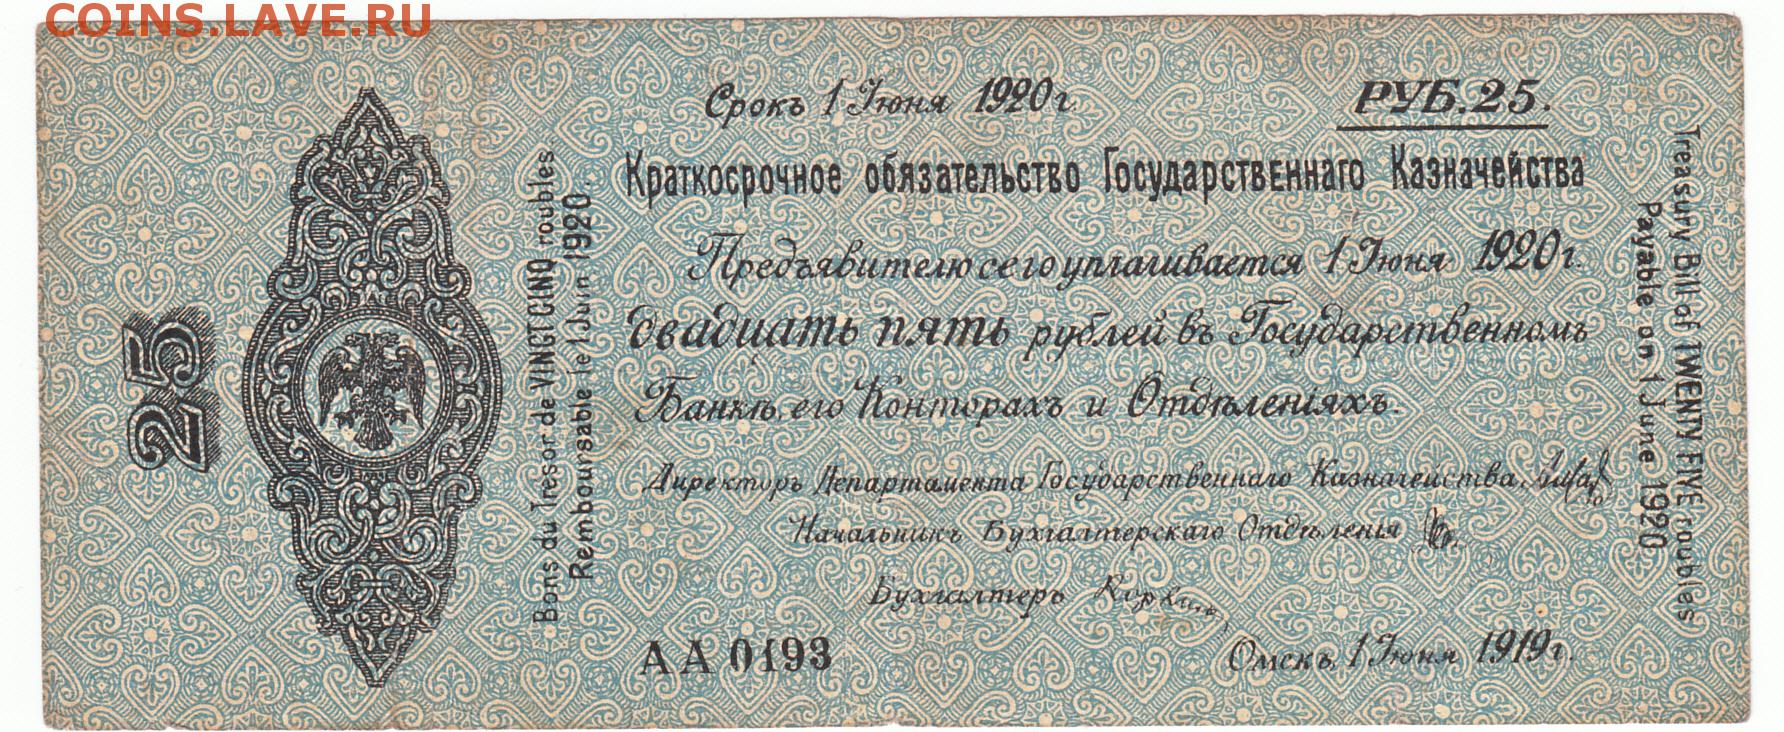 COINS.LAVE.RU
Срокъ 1 Іюня 1920 г.
РУБ.25.
Краткосрочное обязательство Государственнаго Казначейства
Предъявителю сего уплачивается 1 Іюня 1920 г.
двадцать пять рублей въ Государственномъ
Банкѣ, его Конторахъ и Отдѣленіяхъ.
Директоръ Департамента Государственнаго Казначейства
Начальникъ Бухгалтерскаго Отдѣленія
Бухгалтеръ
АА 0193
Омскъ, 1 Іюня 1919 г.
25
Bons du Tresor de VINGT CINQ roubles
Remboursable le 1 Juin 1920.
Treasury Bill of TWENTY FIVE roubles
Payable on 1 June 1920